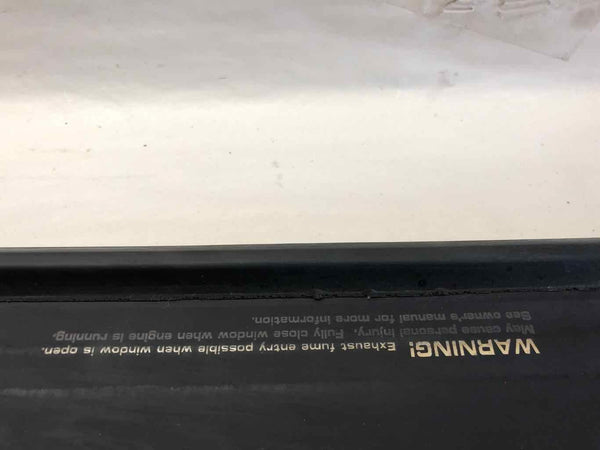 WARNING! Exhaust fume entry possible when window is open.
May cause personal injury. Fully close window when engine is running.
See owner's manual for more information.